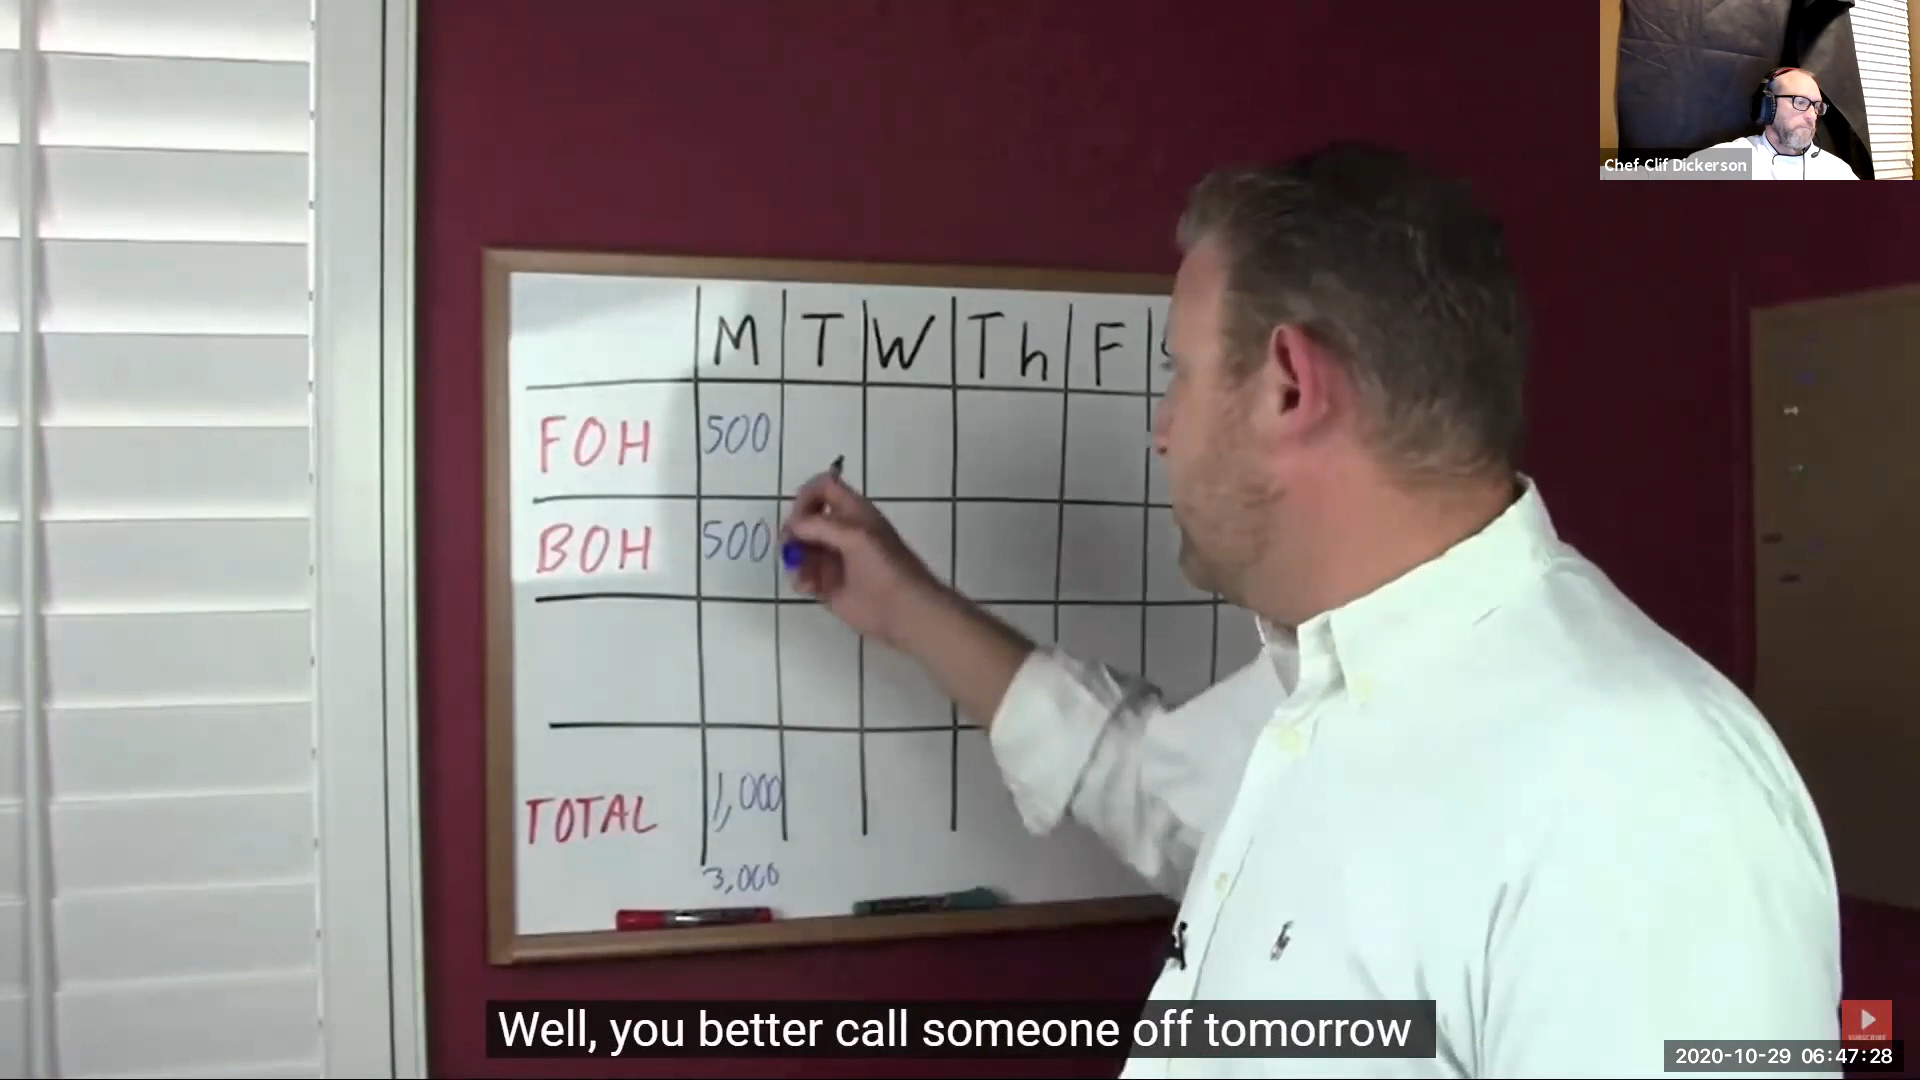 Chef Clif Dickerson
M T W Th F
FOH 500
BOH 500
TOTAL 1,000
3,000
Well, you better call someone off tomorrow
SUBSCRIBE
2020-10-29 06:47:28